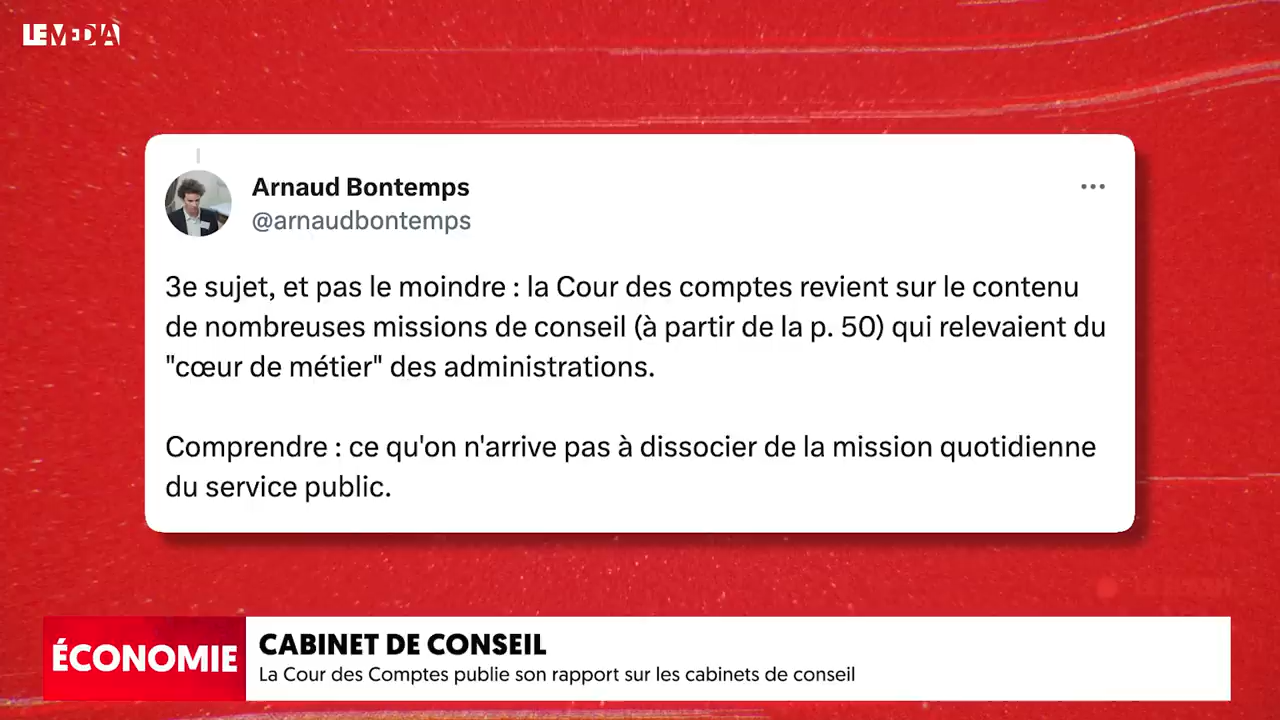 LEMEDIA
Arnaud Bontemps
@arnaudbontemps
3e sujet, et pas le moindre : la Cour des comptes revient sur le contenu
de nombreuses missions de conseil (à partir de la p. 50) qui relevaient du
"cœur de métier" des administrations.
Comprendre : ce qu'on n'arrive pas à dissocier de la mission quotidienne
du service public.
ÉCONOMIE
CABINET DE CONSEIL
La Cour des Comptes publie son rapport sur les cabinets de conseil